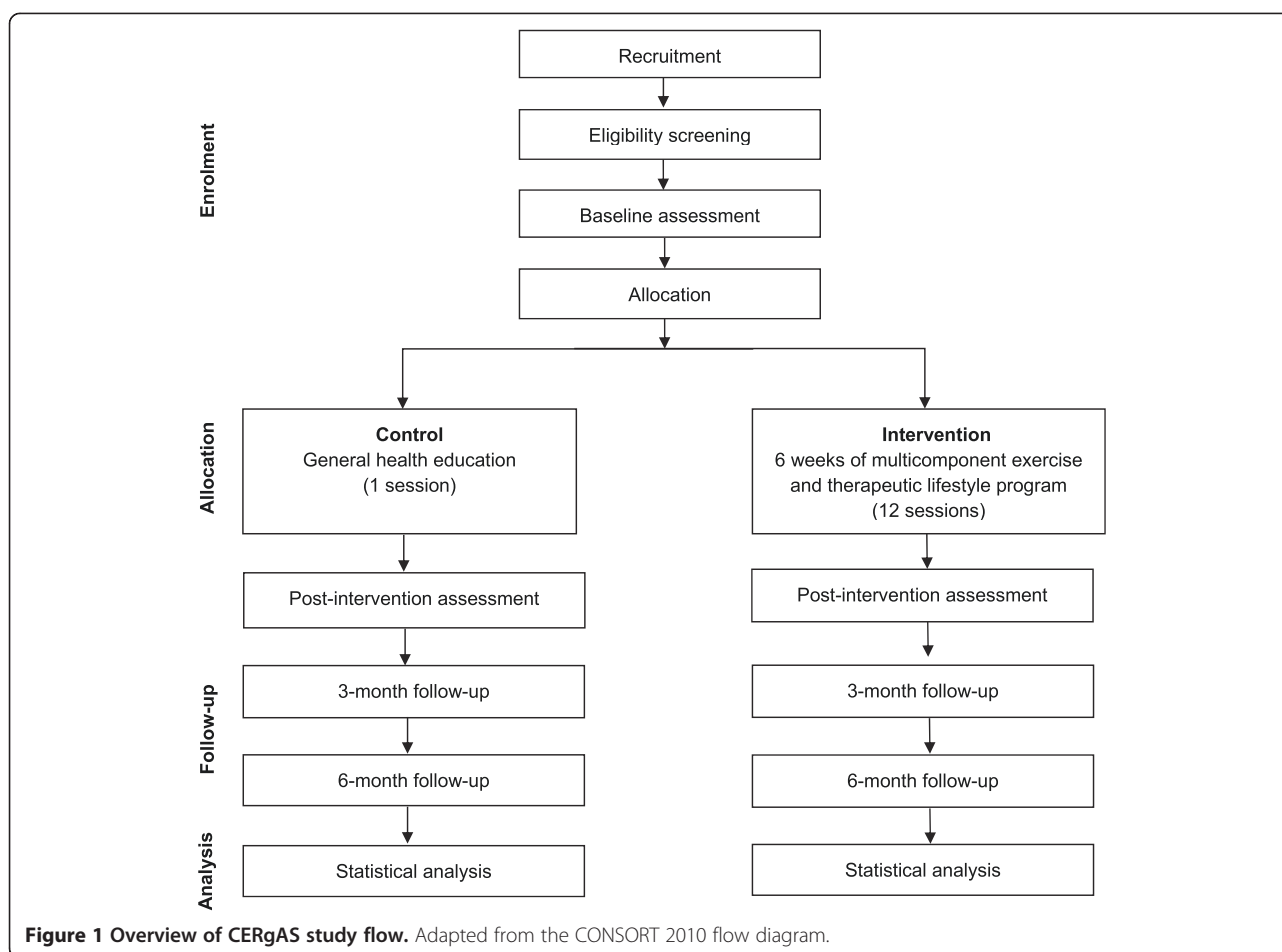 Recruitment
Eligibility screening
Enrolment
Baseline assessment
Allocation
Allocation
Control
General health education
(1 session)
Intervention
6 weeks of multicomponent exercise
and therapeutic lifestyle program
(12 sessions)
Post-intervention assessment
Post-intervention assessment
Follow-up
3-month follow-up
3-month follow-up
6-month follow-up
6-month follow-up
Analysis
Statistical analysis
Statistical analysis
Figure 1 Overview of CERgAS study flow. Adapted from the CONSORT 2010 flow diagram.